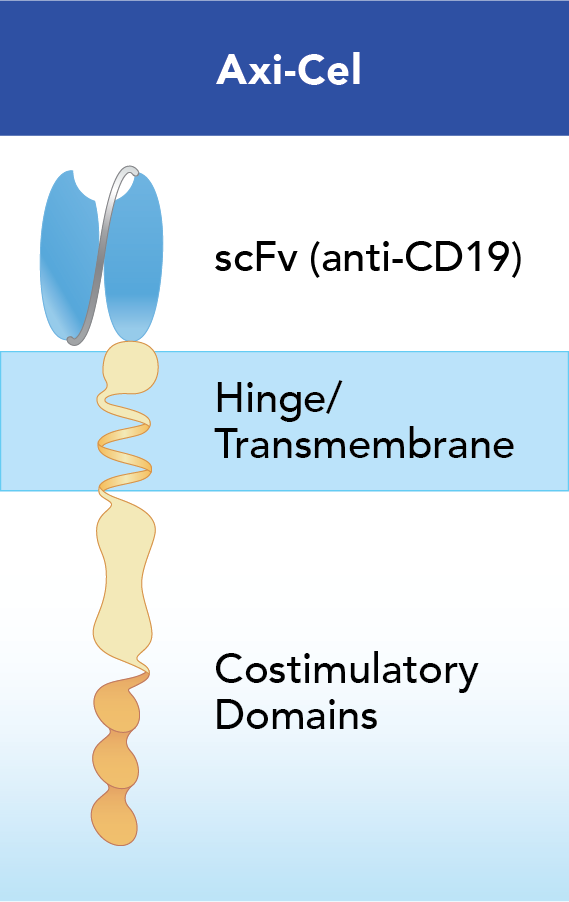 Axi-Cel
scFv (anti-CD19)
Hinge/
Transmembrane
Costimulatory
Domains